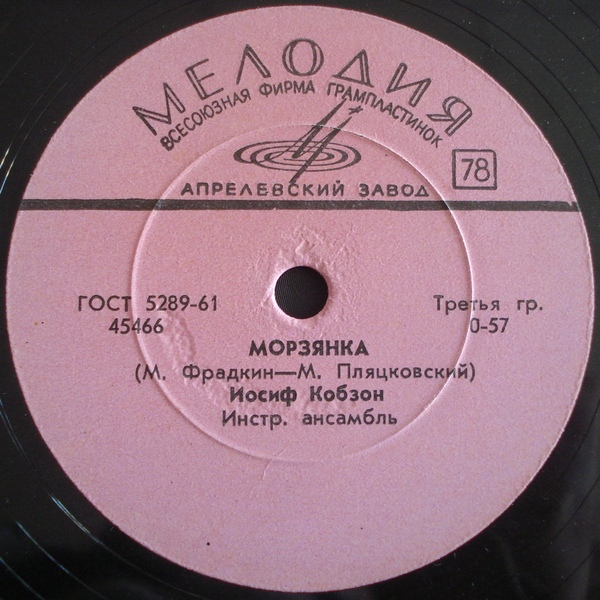 МЕЛОДИЯ
ВСЕСОЮЗНАЯ ФИРМА ГРАМПЛАСТИНОК
АПРЕЛЕВСКИЙ ЗАВОД
78
ГОСТ 5289-61 Третья гр.
45466 0-57
МОРЗЯНКА
(М. Фрадкин—М. Пляцковский)
Иосиф Кобзон
Инстр. ансамбль